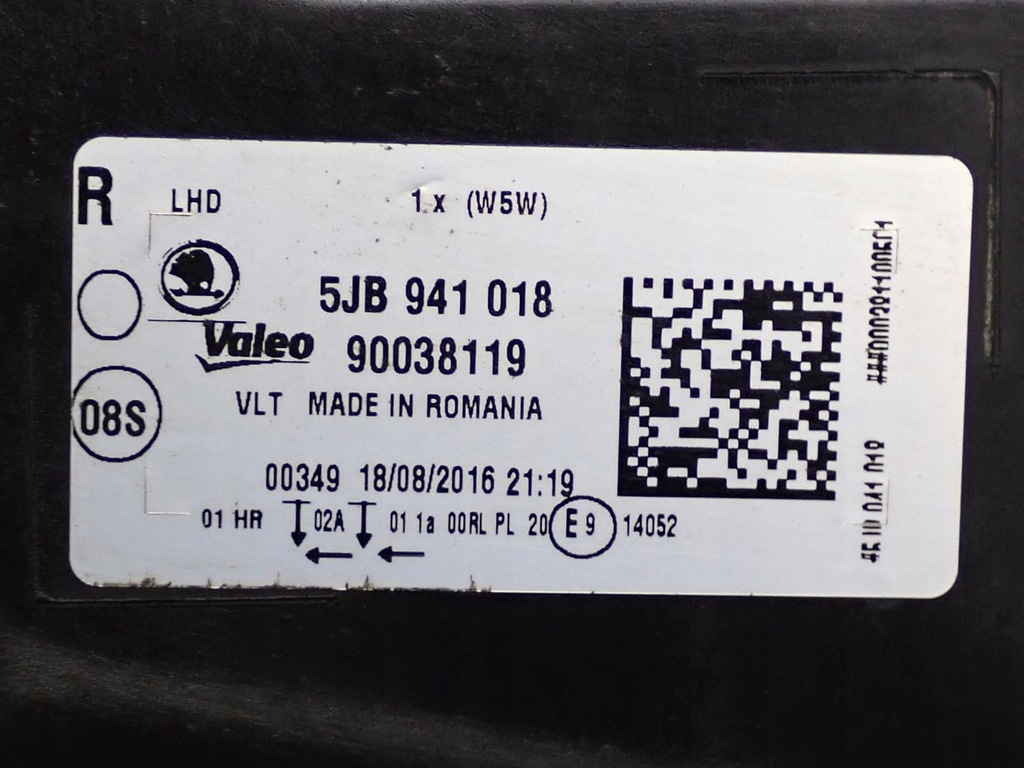 R
LHD
1 x (W5W)
5JB 941 018
Valeo
90038119
08S
VLT MADE IN ROMANIA
00349 18/08/2016 21:19
01 HR
02A
01 1a 00RL PL 20
E 9
14052